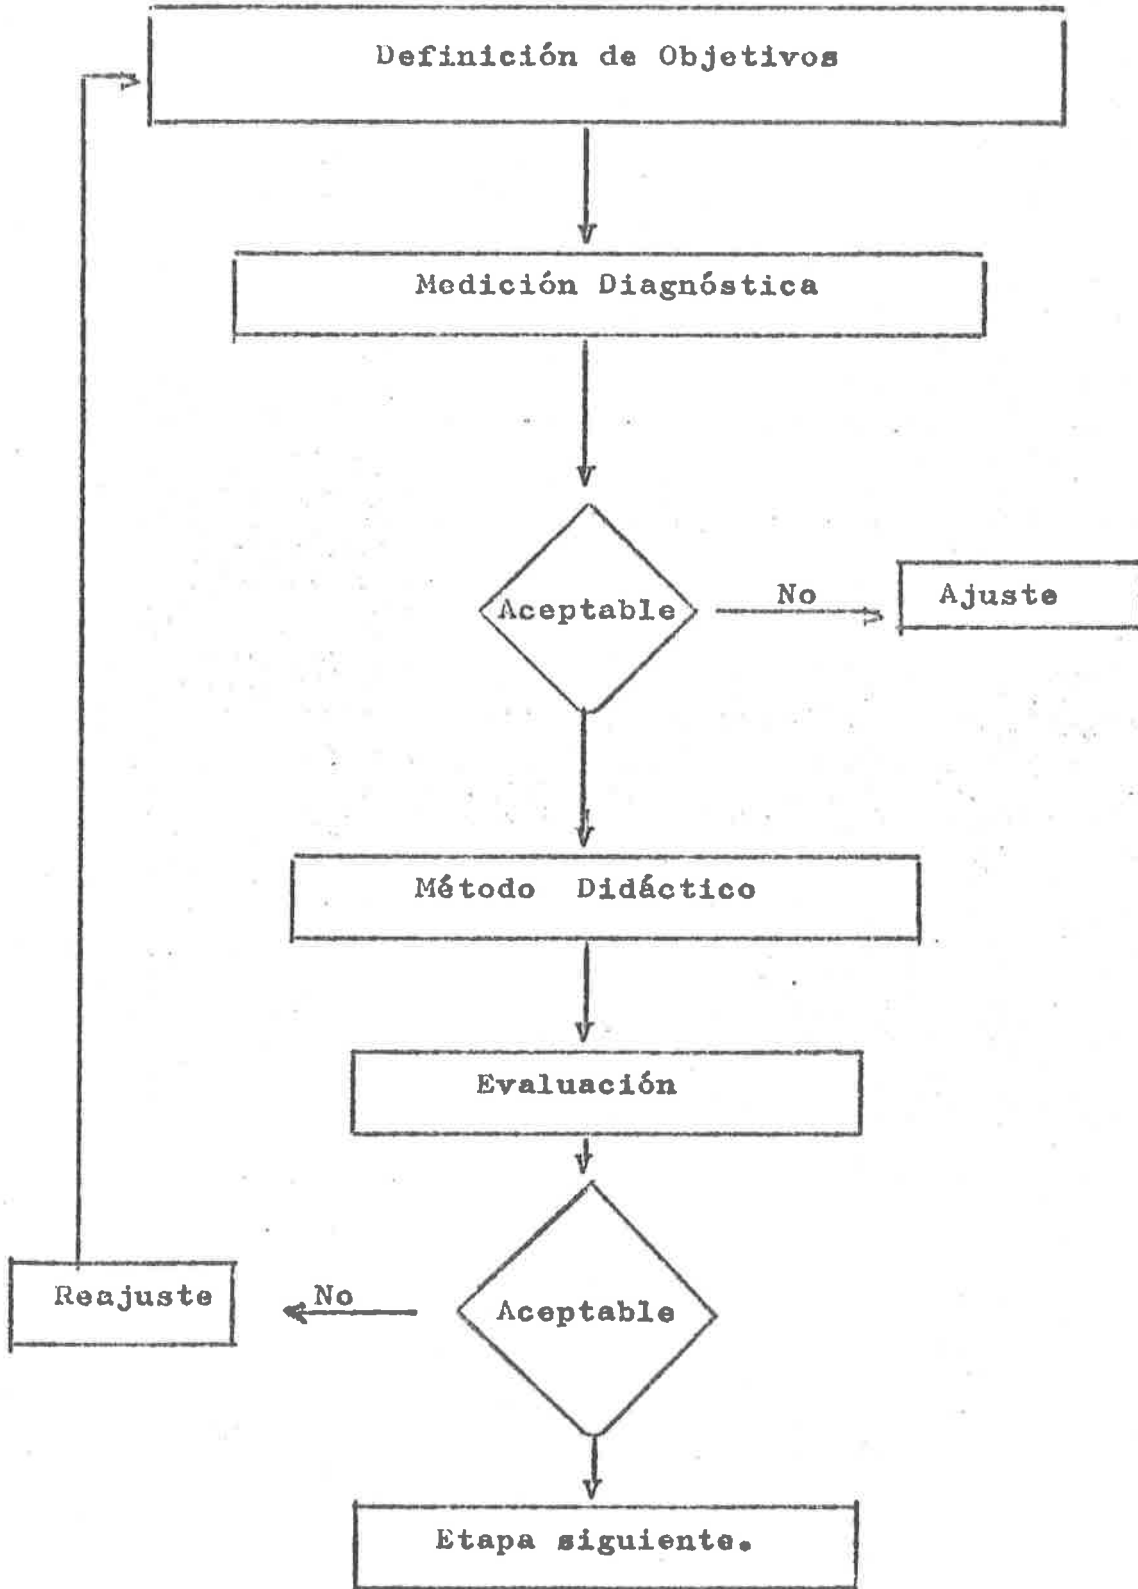 Definición de Objetivos
Medición Diagnóstica
Aceptable
No
Ajuste
Método Didáctico
Evaluación
Reajuste
No
Aceptable
Etapa siguiente.